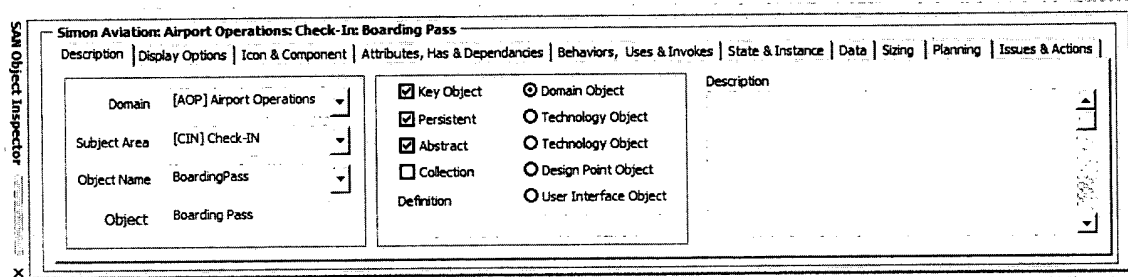 SAN Object Inspector
X
Simon Aviation: Airport Operations: Check-In: Boarding Pass
Description | Display Options | Icon & Component | Attributes, Has & Dependancies | Behaviors, Uses & Invokes | State & Instance | Data | Sizing | Planning | Issues & Actions
Domain [AOP] Airport Operations
Subject Area [CIN] Check-IN
Object Name BoardingPass
Object Boarding Pass
Key Object
Persistent
Abstract
Collection
Definition
Domain Object
Technology Object
Technology Object
Design Point Object
User Interface Object
Description